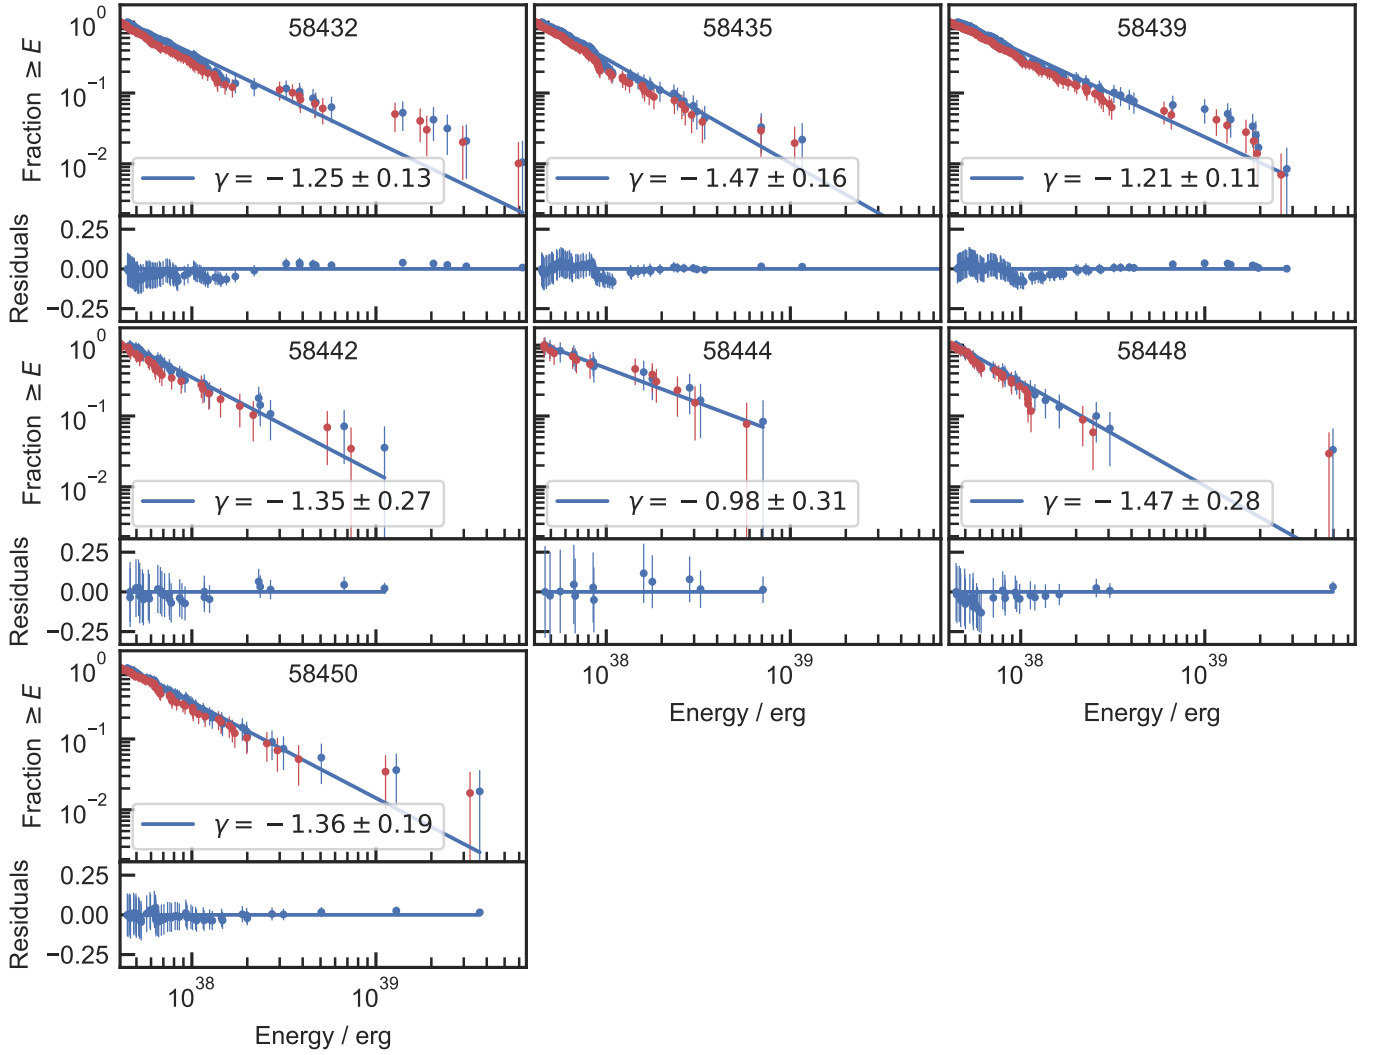 58432
58435
58439
Fraction ≥ E
10^0
10^-1
10^-2
γ = −1.25 ± 0.13
γ = −1.47 ± 0.16
γ = −1.21 ± 0.11
Residuals
0.25
0.00
−0.25
58442
58444
58448
Fraction ≥ E
10^0
10^-1
10^-2
γ = −1.35 ± 0.27
γ = −0.98 ± 0.31
γ = −1.47 ± 0.28
Residuals
0.25
0.00
−0.25
10^38
10^39
10^38
10^39
Energy / erg
Energy / erg
58450
Fraction ≥ E
10^0
10^-1
10^-2
γ = −1.36 ± 0.19
Residuals
0.25
0.00
−0.25
10^38
10^39
Energy / erg